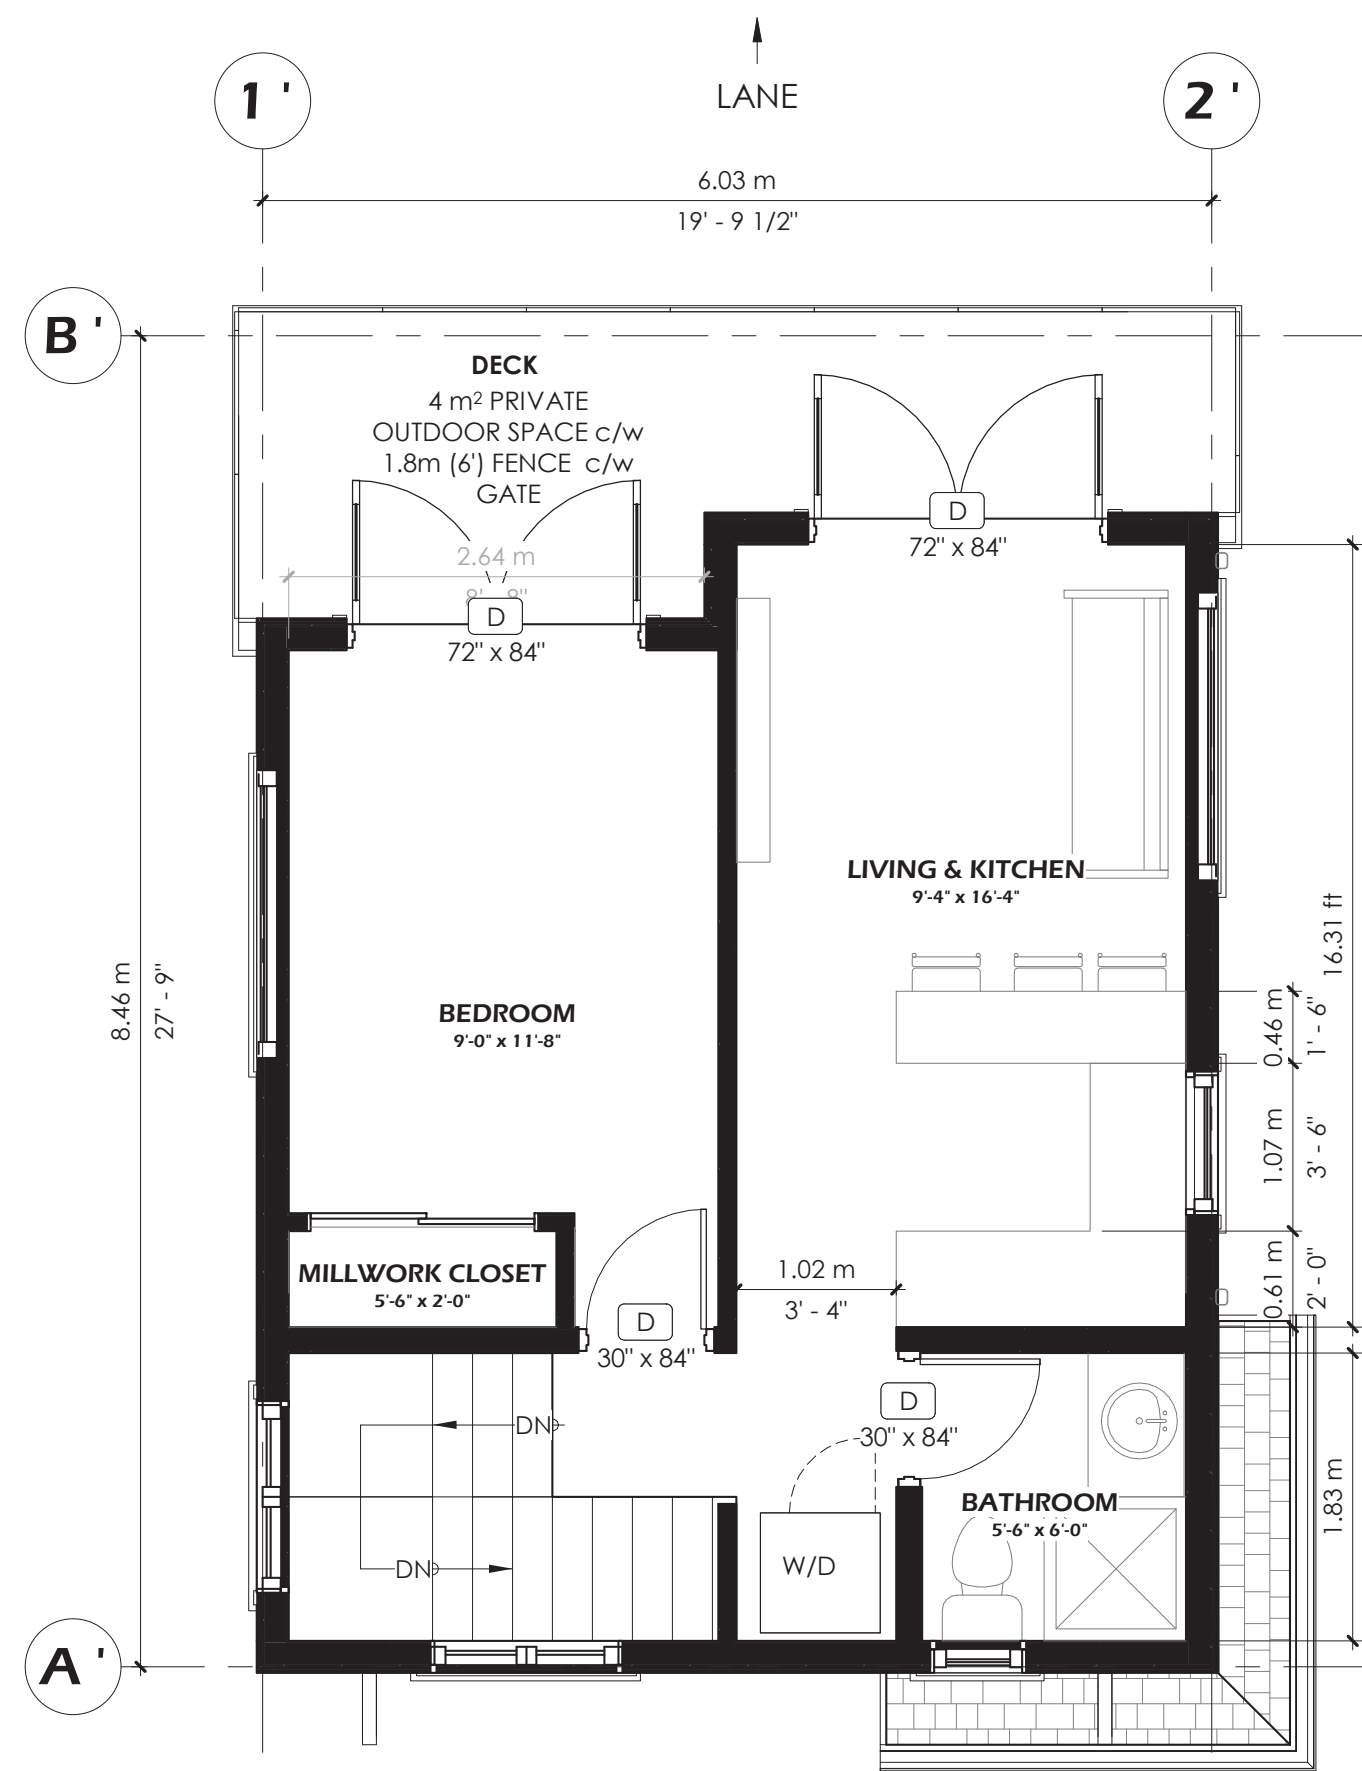 LANE
1 '
2 '
6.03 m
19' - 9 1/2"
B '
DECK
4 m² PRIVATE
OUTDOOR SPACE c/w
1.8m (6') FENCE c/w
GATE
D
72" x 84"
2.64 m
8' - 8"
D
72" x 84"
LIVING & KITCHEN
9'-4" x 16'-4"
16.31 ft
8.46 m
27' - 9"
BEDROOM
9'-0" x 11'-8"
0.46 m
1' - 6"
1.07 m
3' - 6"
0.61 m
2' - 0"
MILLWORK CLOSET
5'-6" x 2'-0"
1.02 m
3' - 4"
D
30" x 84"
D
30" x 84"
DN
DN
BATHROOM
5'-6" x 6'-0"
W/D
1.83 m
A '